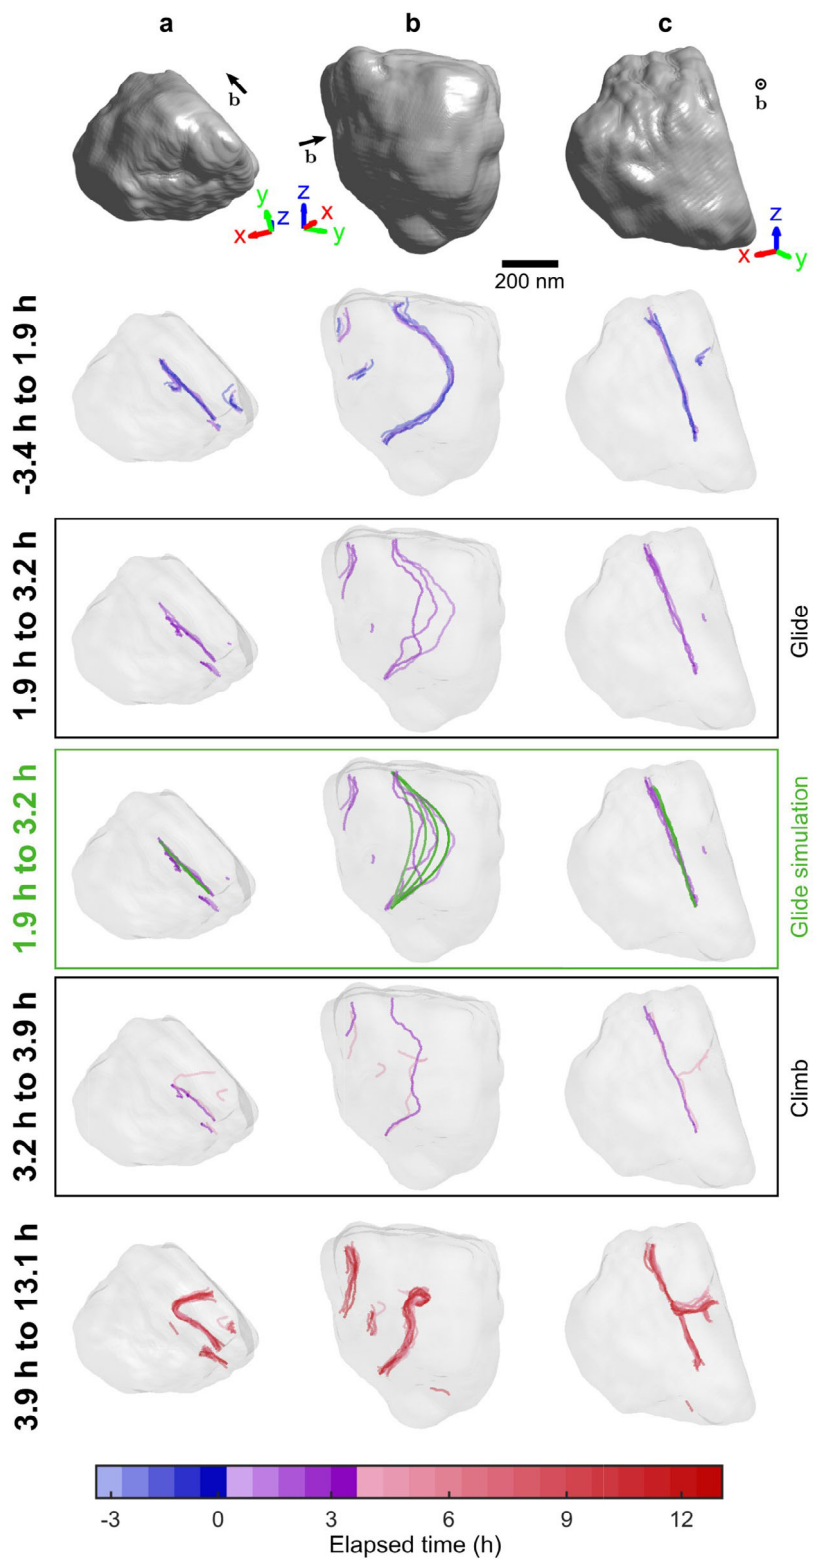 a b c
b b b
y z x
z x y
z x y
200 nm
-3.4 h to 1.9 h
1.9 h to 3.2 h
Glide
1.9 h to 3.2 h
Glide simulation
3.2 h to 3.9 h
Climb
3.9 h to 13.1 h
-3 0 3 6 9 12
Elapsed time (h)